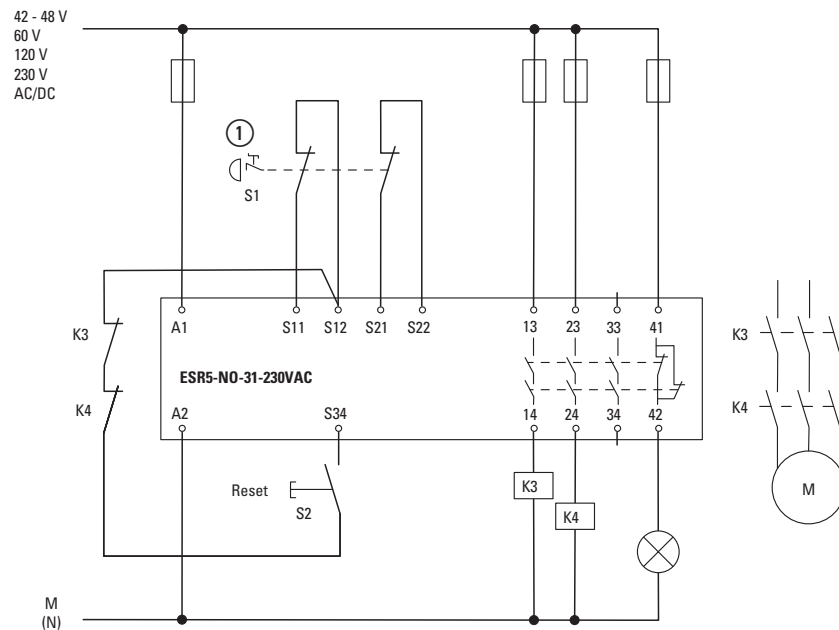 42 - 48 V
60 V
120 V
230 V
AC/DC
1
S1
K3
K4
A1
S11
S12
S21
S22
13
23
33
41
ESR5-NO-31-230VAC
A2
S34
14
24
34
42
K3
K4
Reset
S2
K3
K4
M
M
(N)